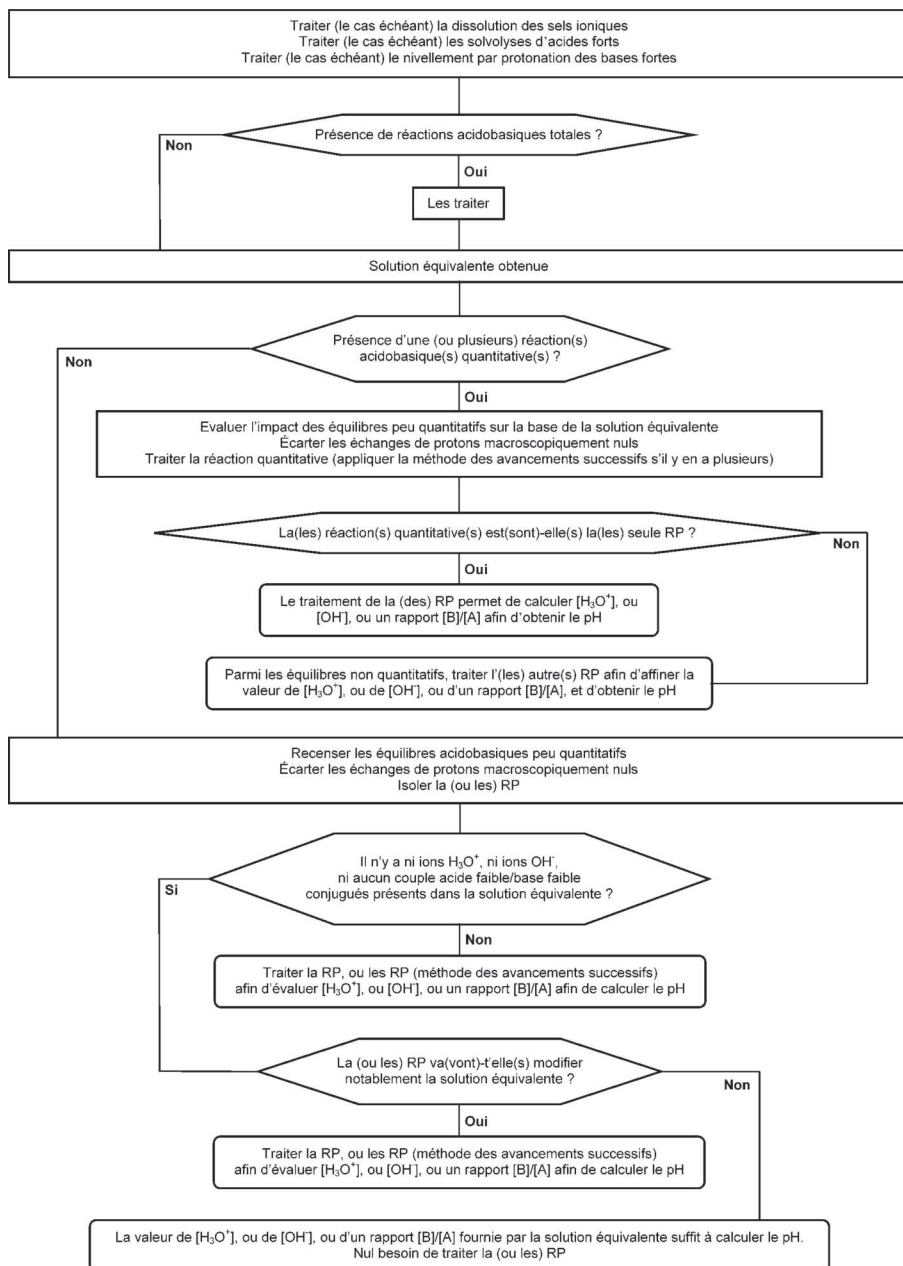 Traiter (le cas échéant) la dissolution des sels ioniques
Traiter (le cas échéant) les solvolyses d'acides forts
Traiter (le cas échéant) le nivellement par protonation des bases fortes
Présence de réactions acidobasiques totales ?
Non
Oui
Les traiter
Solution équivalente obtenue
Présence d'une (ou plusieurs) réaction(s)
acidobasique(s) quantitative(s) ?
Non
Oui
Evaluer l'impact des équilibres peu quantitatifs sur la base de la solution équivalente
Écarter les échanges de protons macroscopiquement nuls
Traiter la réaction quantitative (appliquer la méthode des avancements successifs s'il y en a plusieurs)
La(les) réaction(s) quantitative(s) est(sont)-elle(s) la(les) seule RP ?
Non
Oui
Le traitement de la (des) RP permet de calculer [H₃O⁺], ou
[OH⁻], ou un rapport [B]/[A] afin d'obtenir le pH
Parmi les équilibres non quantitatifs, traiter l'(les) autre(s) RP afin d'affiner la
valeur de [H₃O⁺], ou de [OH⁻], ou d'un rapport [B]/[A], et d'obtenir le pH
Recenser les équilibres acidobasiques peu quantitatifs
Écarter les échanges de protons macroscopiquement nuls
Isoler la (ou les) RP
Il n'y a ni ions H₃O⁺, ni ions OH⁻,
ni aucun couple acide faible/base faible
conjugués présents dans la solution équivalente ?
Si
Non
Traiter la RP, ou les RP (méthode des avancements successifs)
afin d'évaluer [H₃O⁺], ou [OH⁻], ou un rapport [B]/[A] afin de calculer le pH
La (ou les) RP va(vont)-t'elle(s) modifier
notablement la solution équivalente ?
Non
Oui
Traiter la RP, ou les RP (méthode des avancements successifs)
afin d'évaluer [H₃O⁺], ou [OH⁻], ou un rapport [B]/[A] afin de calculer le pH
La valeur de [H₃O⁺], ou de [OH⁻], ou d'un rapport [B]/[A] fournie par la solution équivalente suffit à calculer le pH.
Nul besoin de traiter la (ou les) RP